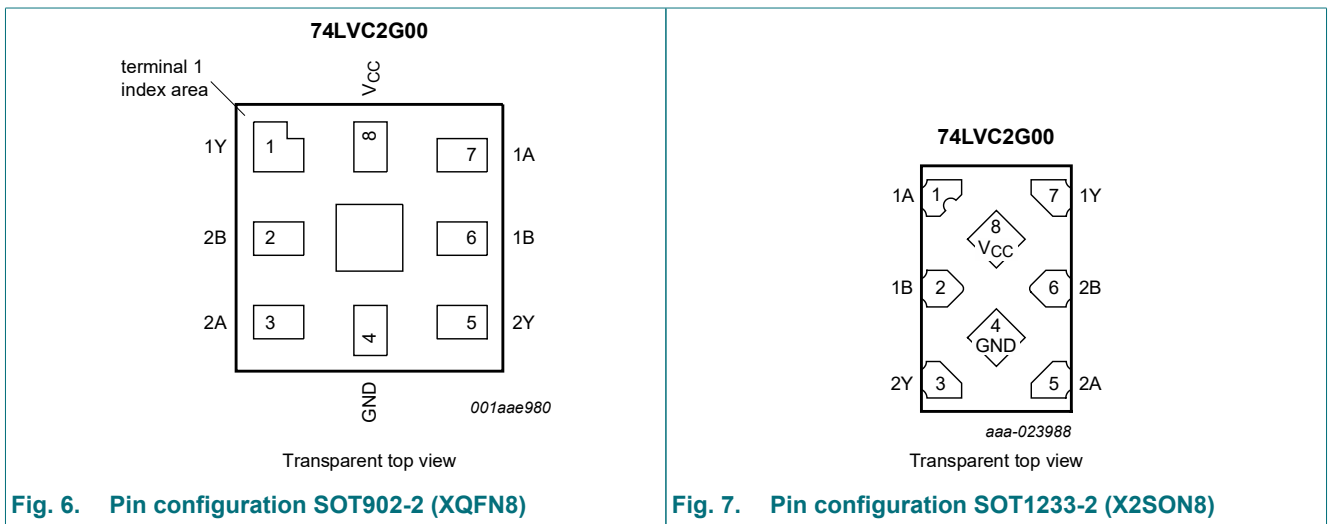 74LVC2G00
terminal 1
index area
VCC
1Y 1 8 7 1A
2B 2 6 1B
2A 3 4 5 2Y
GND
001aae980
Transparent top view
Fig. 6. Pin configuration SOT902-2 (XQFN8)
74LVC2G00
1A 1 7 1Y
8
VCC
1B 2 6 2B
4
GND
2Y 3 5 2A
aaa-023988
Transparent top view
Fig. 7. Pin configuration SOT1233-2 (X2SON8)